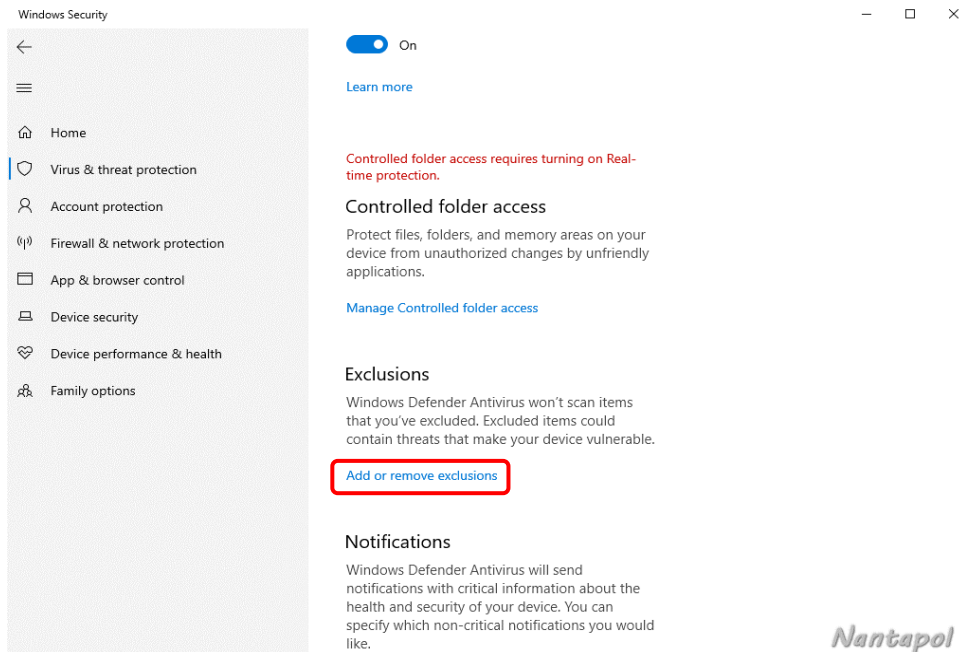 Windows Security
On
Learn more
Home
Virus & threat protection
Account protection
Firewall & network protection
App & browser control
Device security
Device performance & health
Family options
Controlled folder access requires turning on Real-
time protection.
Controlled folder access
Protect files, folders, and memory areas on your
device from unauthorized changes by unfriendly
applications.
Manage Controlled folder access
Exclusions
Windows Defender Antivirus won't scan items
that you've excluded. Excluded items could
contain threats that make your device vulnerable.
Add or remove exclusions
Notifications
Windows Defender Antivirus will send
notifications with critical information about the
health and security of your device. You can
specify which non-critical notifications you would
like.
Nantapol